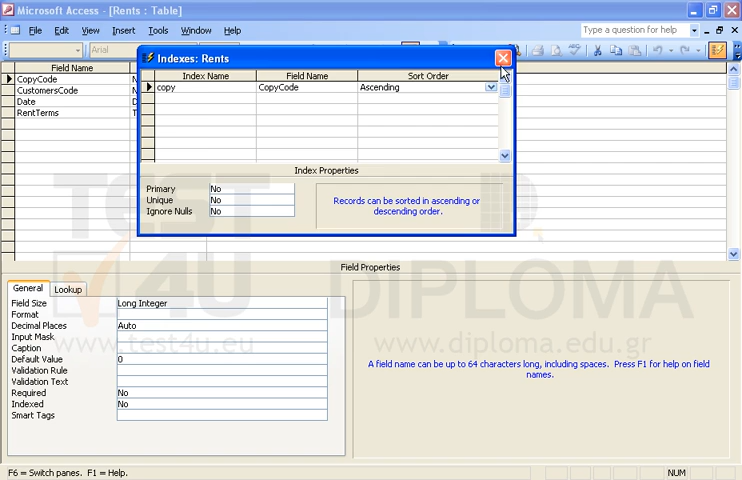 Microsoft Access - [Rents : Table]
File Edit View Insert Tools Window Help
Type a question for help
Arial
Field Name
CopyCode N
CustomersCode N
Date D
RentTerms T
Indexes: Rents
Index Name Field Name Sort Order
copy CopyCode Ascending
Index Properties
Primary No
Unique No
Ignore Nulls No
Records can be sorted in ascending or
descending order.
TEST
4U DIPLOMA
www.test4u.eu www.diploma.edu.gr
Field Properties
General Lookup
Field Size Long Integer
Format
Decimal Places Auto
Input Mask
Caption
Default Value 0
Validation Rule
Validation Text
Required No
Indexed No
Smart Tags
A field name can be up to 64 characters long, including spaces. Press F1 for help on field
names.
F6 = Switch panes. F1 = Help.
NUM